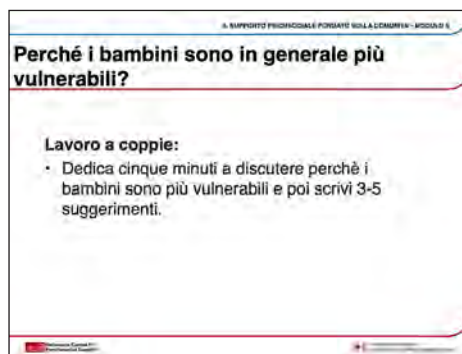 IL SUPPORTO PSICOSOCIALE FONDATO SULLA COMUNITÀ - MODULO 5
Perché i bambini sono in generale più
vulnerabili?
Lavoro a coppie:
• Dedica cinque minuti a discutere perchè i
bambini sono più vulnerabili e poi scrivi 3-5
suggerimenti.